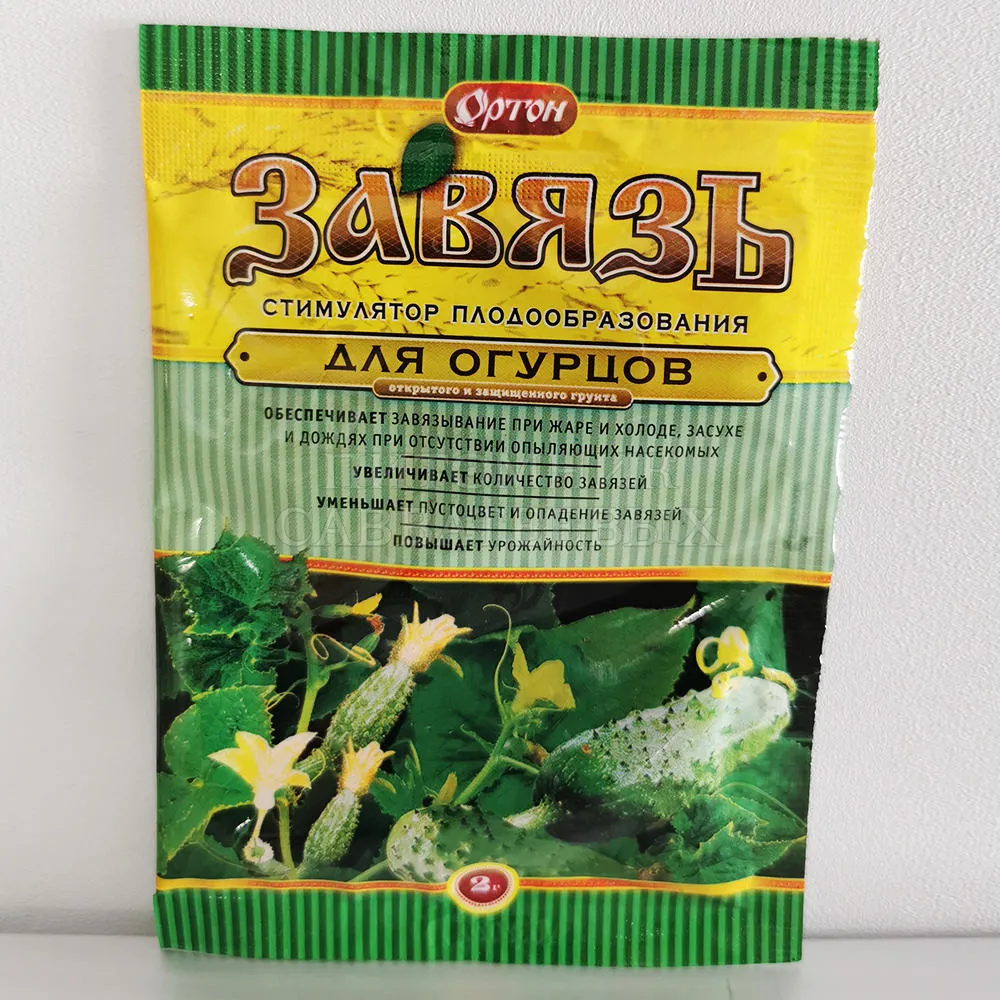 Ортон
ЗАВЯЗЬ
СТИМУЛЯТОР ПЛОДООБРАЗОВАНИЯ
ДЛЯ ОГУРЦОВ
открытого и защищенного грунта
ОБЕСПЕЧИВАЕТ ЗАВЯЗЫВАНИЕ ПРИ ЖАРЕ И ХОЛОДЕ, ЗАСУХЕ
И ДОЖДЯХ ПРИ ОТСУТСТВИИ ОПЫЛЯЮЩИХ НАСЕКОМЫХ
УВЕЛИЧИВАЕТ КОЛИЧЕСТВО ЗАВЯЗЕЙ
УМЕНЬШАЕТ ПУСТОЦВЕТ И ОПАДЕНИЕ ЗАВЯЗЕЙ
ПОВЫШАЕТ УРОЖАЙНОСТЬ
2 г